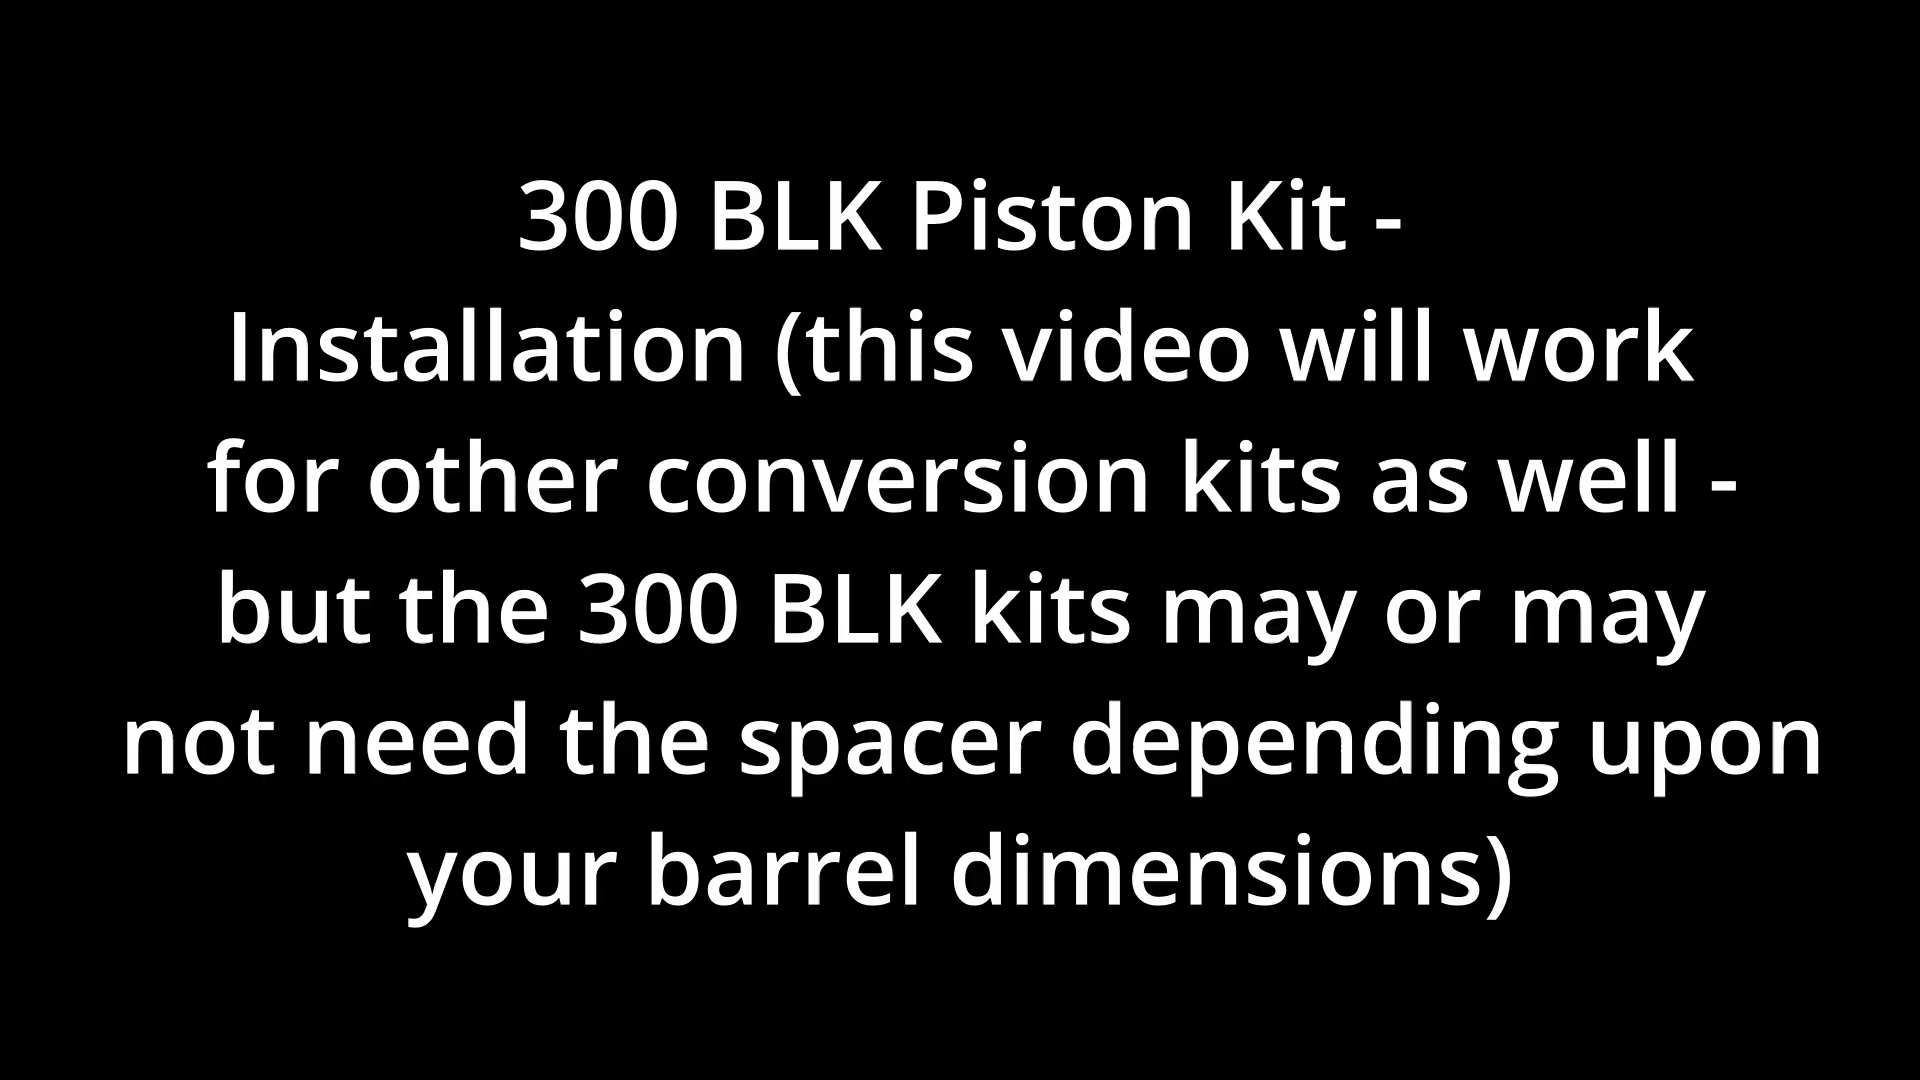 300 BLK Piston Kit -
Installation (this video will work
for other conversion kits as well -
but the 300 BLK kits may or may
not need the spacer depending upon
your barrel dimensions)